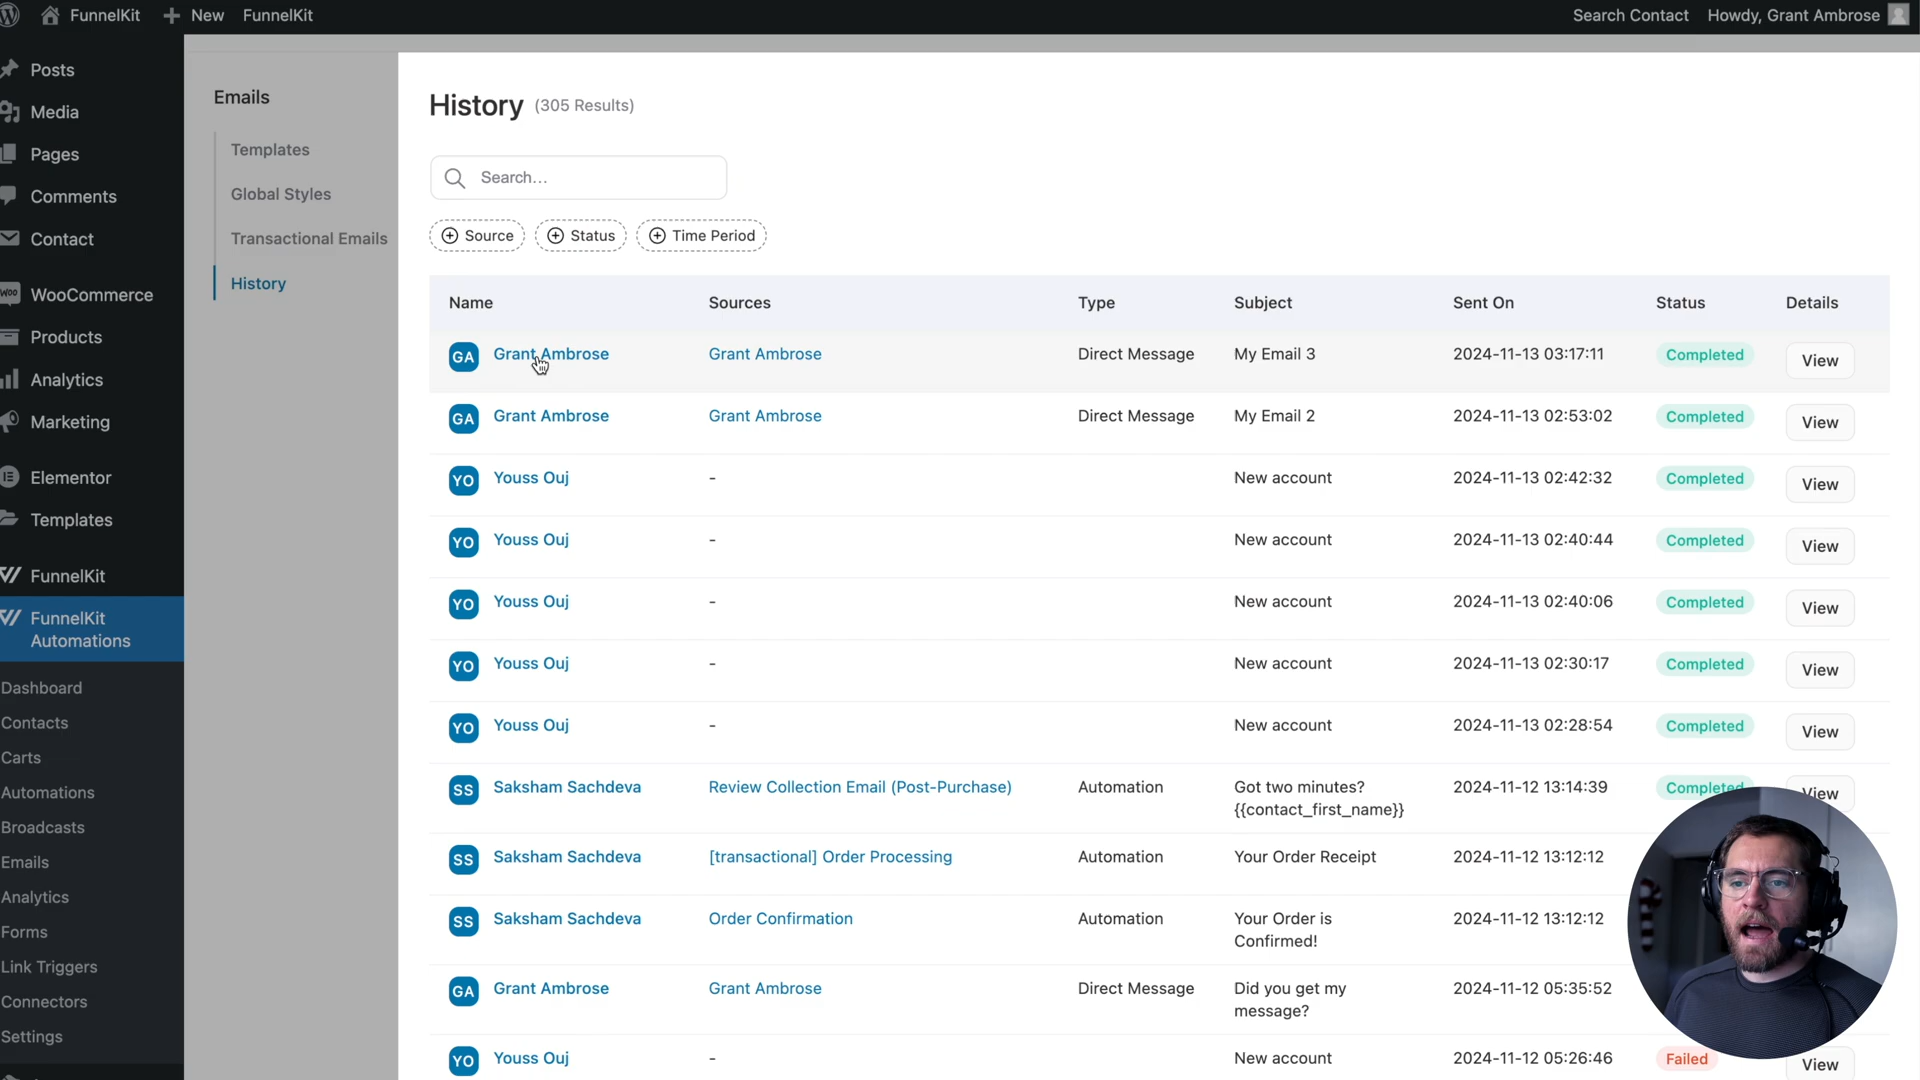 FunnelKit
New
FunnelKit
Search Contact
Howdy, Grant Ambrose
Posts
Media
Pages
Comments
Contact
WOO WooCommerce
Products
Analytics
Marketing
Elementor
Templates
FunnelKit
FunnelKit
Automations
Dashboard
Contacts
Carts
Automations
Broadcasts
Emails
Analytics
Forms
Link Triggers
Connectors
Settings
Emails
Templates
Global Styles
Transactional Emails
History
History (305 Results)
Search...
Source
Status
Time Period
Name Sources Type Subject Sent On Status Details
GA Grant Ambrose Grant Ambrose Direct Message My Email 3 2024-11-13 03:17:11 Completed View
GA Grant Ambrose Grant Ambrose Direct Message My Email 2 2024-11-13 02:53:02 Completed View
YO Youss Ouj - New account 2024-11-13 02:42:32 Completed View
YO Youss Ouj - New account 2024-11-13 02:40:44 Completed View
YO Youss Ouj - New account 2024-11-13 02:40:06 Completed View
YO Youss Ouj - New account 2024-11-13 02:30:17 Completed View
YO Youss Ouj - New account 2024-11-13 02:28:54 Completed View
SS Saksham Sachdeva Review Collection Email (Post-Purchase) Automation Got two minutes? 2024-11-12 13:14:39 Completed View
{{contact_first_name}}
SS Saksham Sachdeva [transactional] Order Processing Automation Your Order Receipt 2024-11-12 13:12:12
SS Saksham Sachdeva Order Confirmation Automation Your Order is 2024-11-12 13:12:12
Confirmed!
GA Grant Ambrose Grant Ambrose Direct Message Did you get my 2024-11-12 05:35:52
message?
YO Youss Ouj - New account 2024-11-12 05:26:46 Failed View